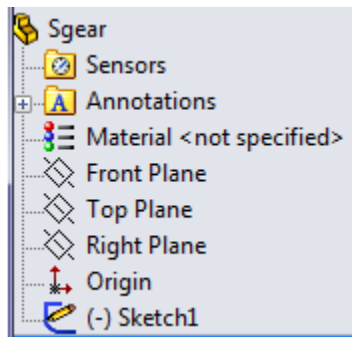 Sgear
Sensors
A Annotations
Material <not specified>
Front Plane
Top Plane
Right Plane
Origin
(-) Sketch1